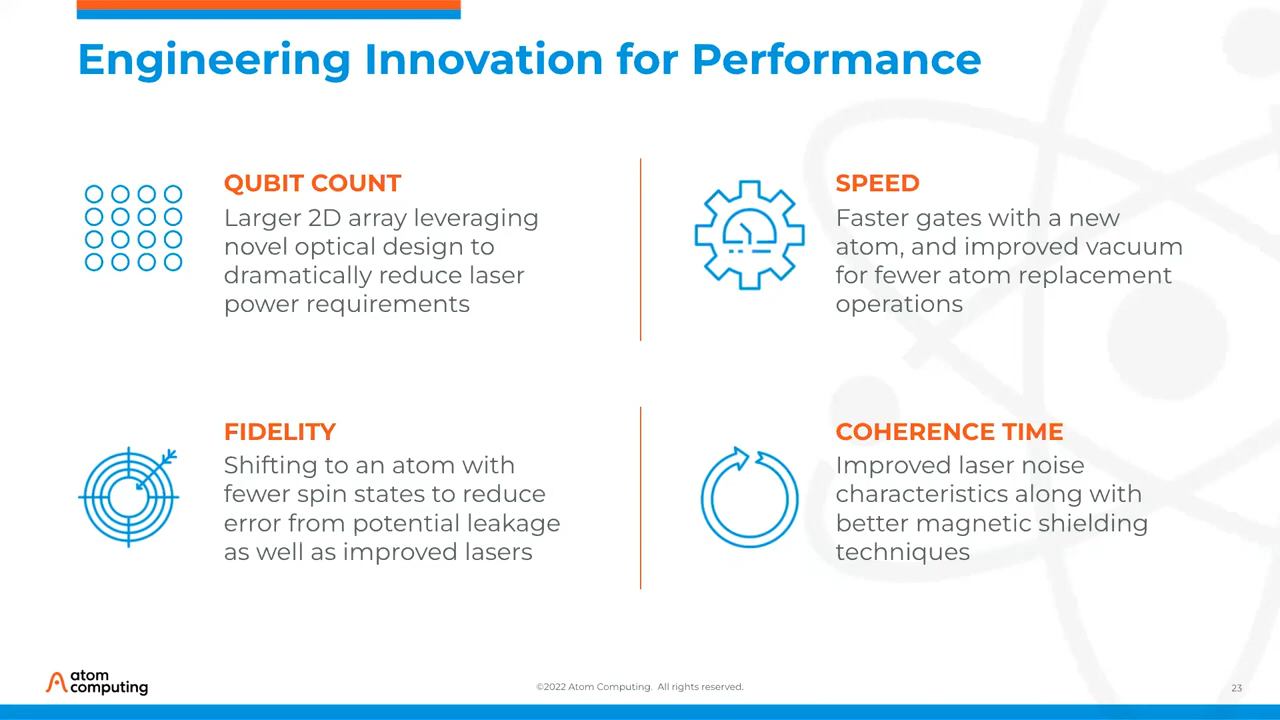 Engineering Innovation for Performance
QUBIT COUNT
Larger 2D array leveraging
novel optical design to
dramatically reduce laser
power requirements
SPEED
Faster gates with a new
atom, and improved vacuum
for fewer atom replacement
operations
FIDELITY
Shifting to an atom with
fewer spin states to reduce
error from potential leakage
as well as improved lasers
COHERENCE TIME
Improved laser noise
characteristics along with
better magnetic shielding
techniques
atom
computing
©2022 Atom Computing. All rights reserved.
23